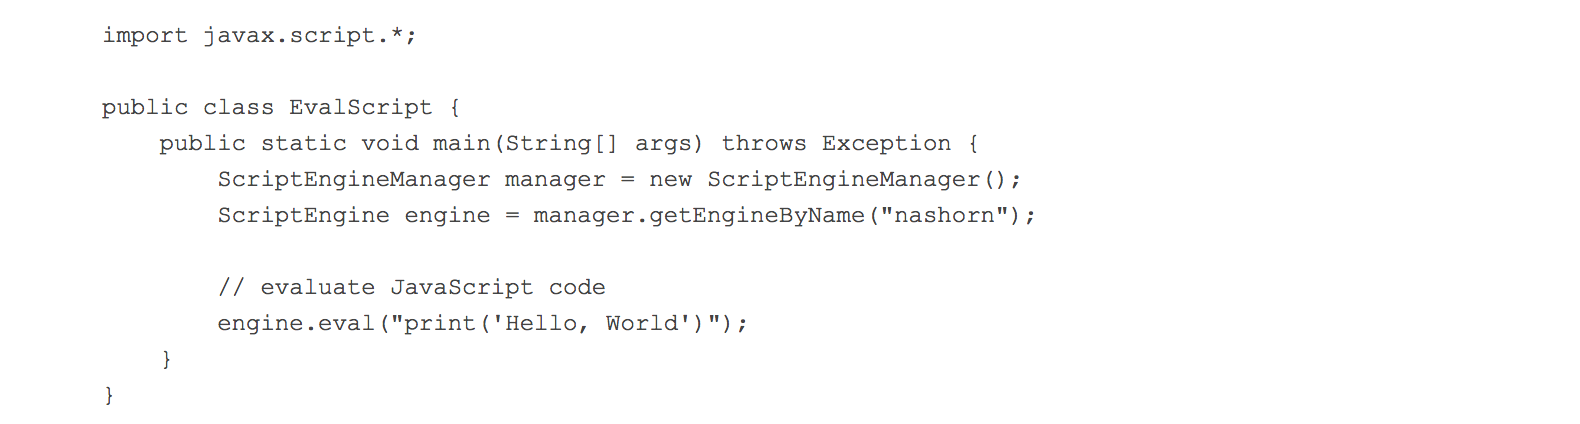 import javax.script.*;

public class EvalScript {
    public static void main(String[] args) throws Exception {
        ScriptEngineManager manager = new ScriptEngineManager();
        ScriptEngine engine = manager.getEngineByName("nashorn");

        // evaluate JavaScript code
        engine.eval("print('Hello, World')");
    }
}